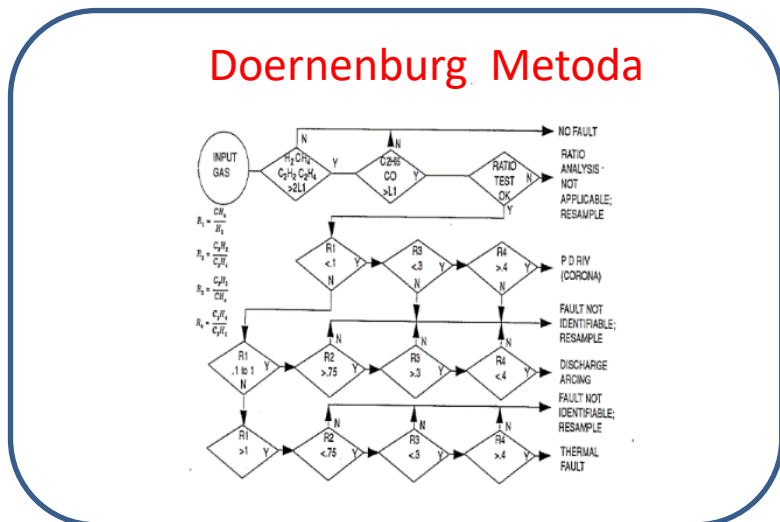 Doernenburg Metoda
INPUT
GAS
H2 CH4
C2H2 C2H4
>2L1
N
Y
C2H6
CO
>L1
N
Y
RATIO
TEST
OK
N
Y
NO FAULT
RATIO
ANALYSIS -
NOT
APPLICABLE;
RESAMPLE
R1 = CH4
H2
R2 = C2H2
C2H4
R3 = C2H2
CH4
R1
<.1
Y
N
R3
<.3
Y
N
R4
>.4
Y
N
P D RIV
(CORONA)
FAULT NOT
IDENTIFIABLE;
RESAMPLE
R1
.1 to 1
Y
N
R2
>.75
Y
N
R3
>.3
Y
N
R4
<.4
Y
N
DISCHARGE
ARCING
FAULT NOT
IDENTIFIABLE;
RESAMPLE
R1
>1
Y
R2
<.75
Y
N
R3
<.3
Y
N
R4
>.4
Y
N
THERMAL
FAULT